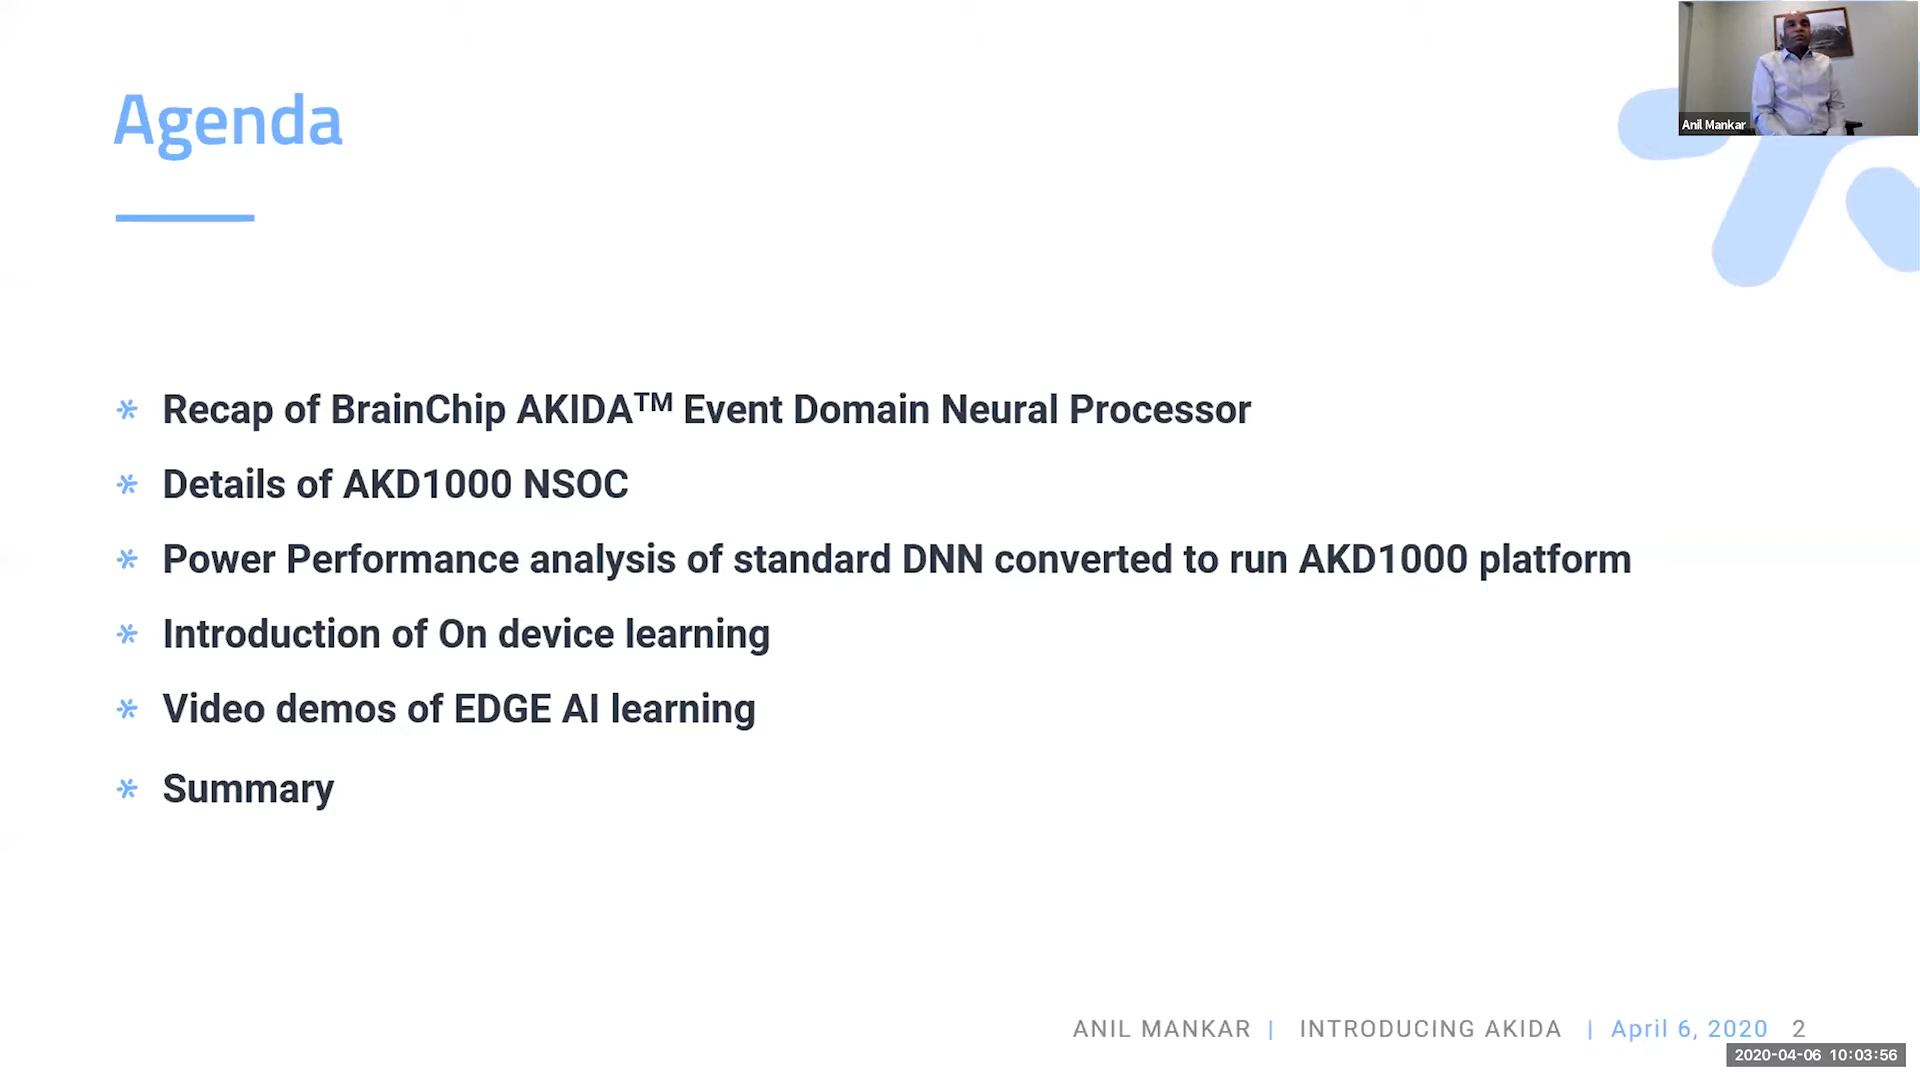 Agenda
Anil Mankar
Recap of BrainChip AKIDA™ Event Domain Neural Processor
Details of AKD1000 NSOC
Power Performance analysis of standard DNN converted to run AKD1000 platform
Introduction of On device learning
Video demos of EDGE AI learning
Summary
ANIL MANKAR | INTRODUCING AKIDA | April 6, 2020 2
2020-04-06 10:03:56